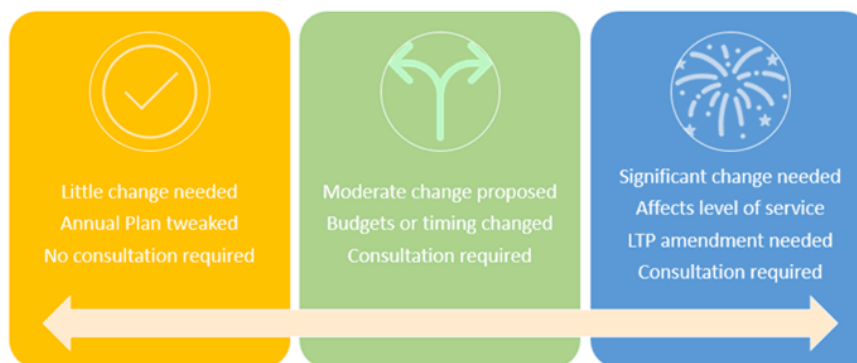 Little change needed
Annual Plan tweaked
No consultation required
Moderate change proposed
Budgets or timing changed
Consultation required
Significant change needed
Affects level of service
LTP amendment needed
Consultation required